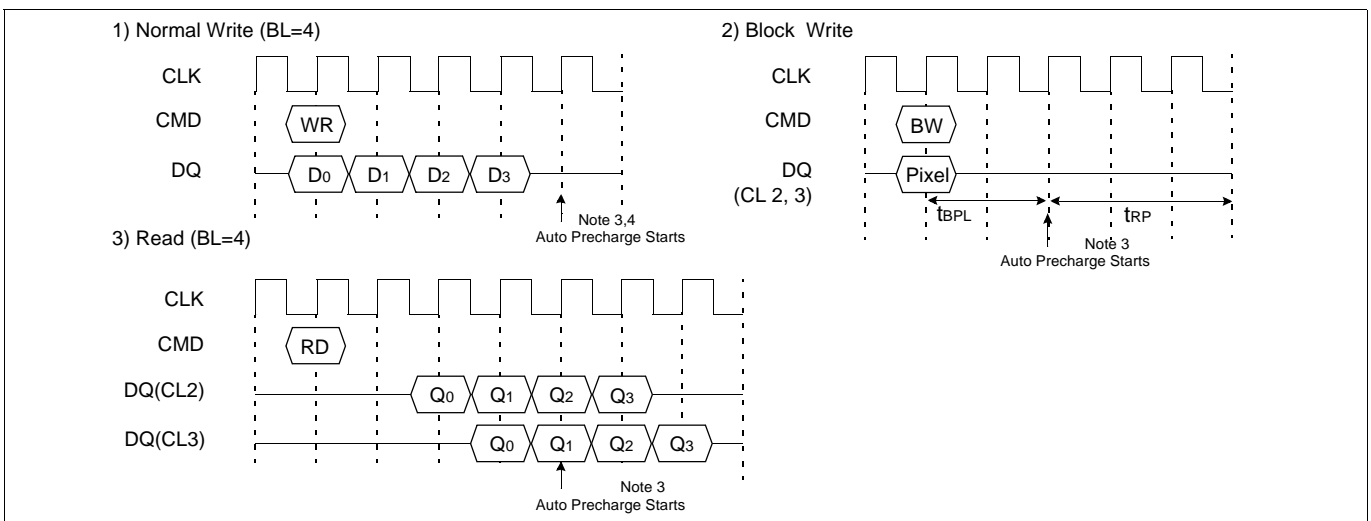 1) Normal Write (BL=4)
CLK
CMD
WR
DQ
D0 D1 D2 D3
Note 3,4
Auto Precharge Starts
2) Block Write
CLK
CMD
BW
DQ
(CL 2, 3)
Pixel
tBPL
tRP
Note 3
Auto Precharge Starts
3) Read (BL=4)
CLK
CMD
RD
DQ(CL2)
Q0 Q1 Q2 Q3
DQ(CL3)
Q0 Q1 Q2 Q3
Note 3
Auto Precharge Starts